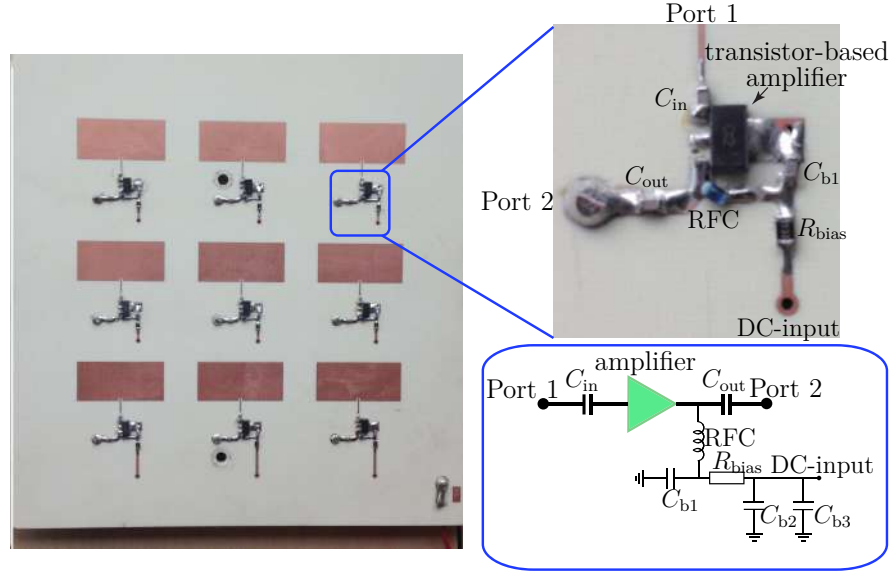 Port 1
transistor-based
amplifier
C_in
C_out
C_b1
Port 2
RFC
R_bias
DC-input
amplifier
Port 1
C_in
C_out
Port 2
RFC
R_bias
DC-input
C_b1
C_b2
C_b3